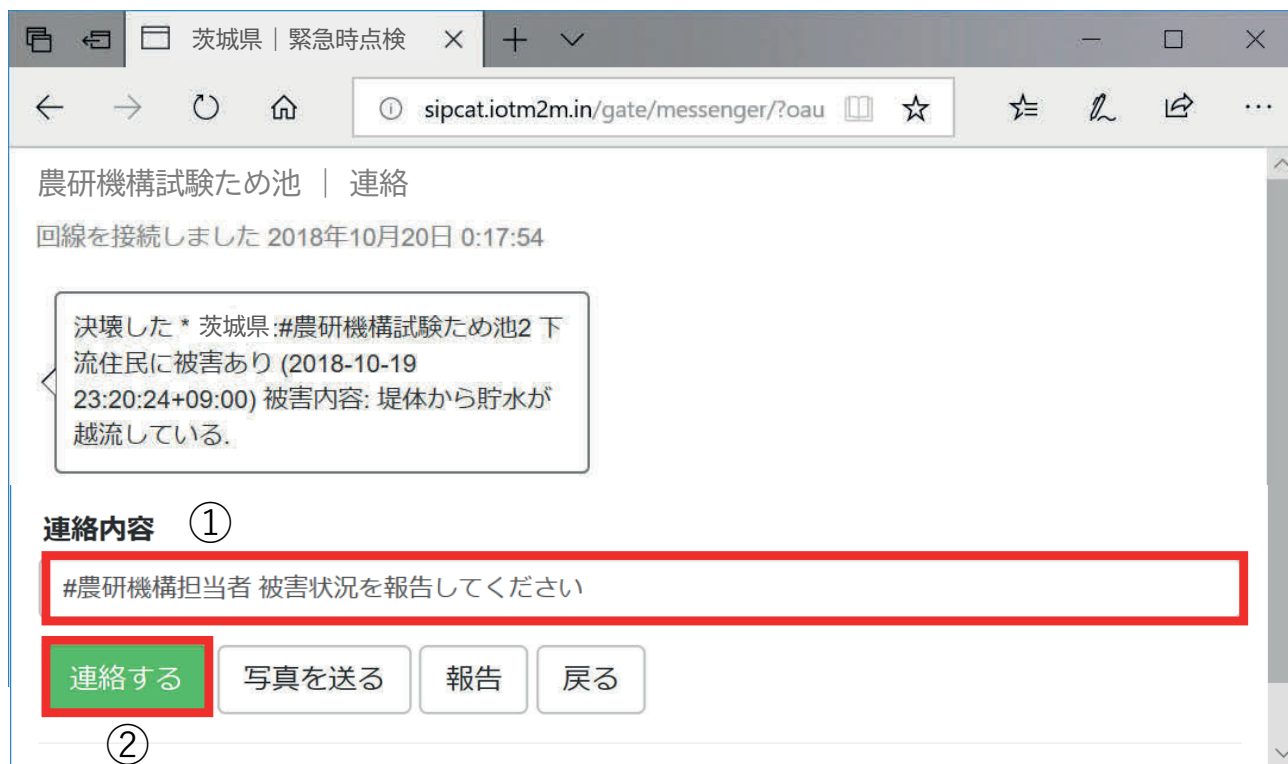 茨城県｜緊急時点検
sipcat.iotm2m.in/gate/messenger/?oau
農研機構試験ため池 ｜ 連絡
回線を接続しました 2018年10月20日 0:17:54
決壊した * 茨城県:#農研機構試験ため池2 下
流住民に被害あり (2018-10-19
23:20:24+09:00) 被害内容: 堤体から貯水が
越流している.
連絡内容 ①
#農研機構担当者 被害状況を報告してください
連絡する 写真を送る 報告 戻る
②